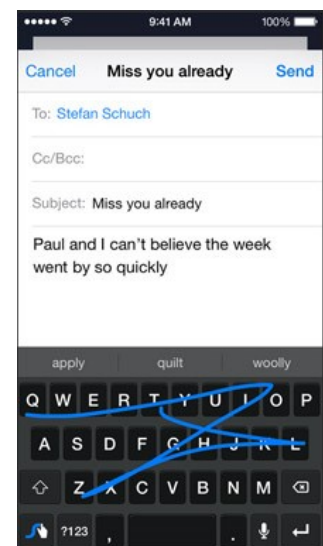 9:41 AM 100%
Cancel Miss you already Send
To: Stefan Schuch
Cc/Bcc:
Subject: Miss you already
Paul and I can't believe the week
went by so quickly
apply quilt woolly
Q W E R T Y U I O P
A S D F G H J K L
Z X C V B N M
?123 , .